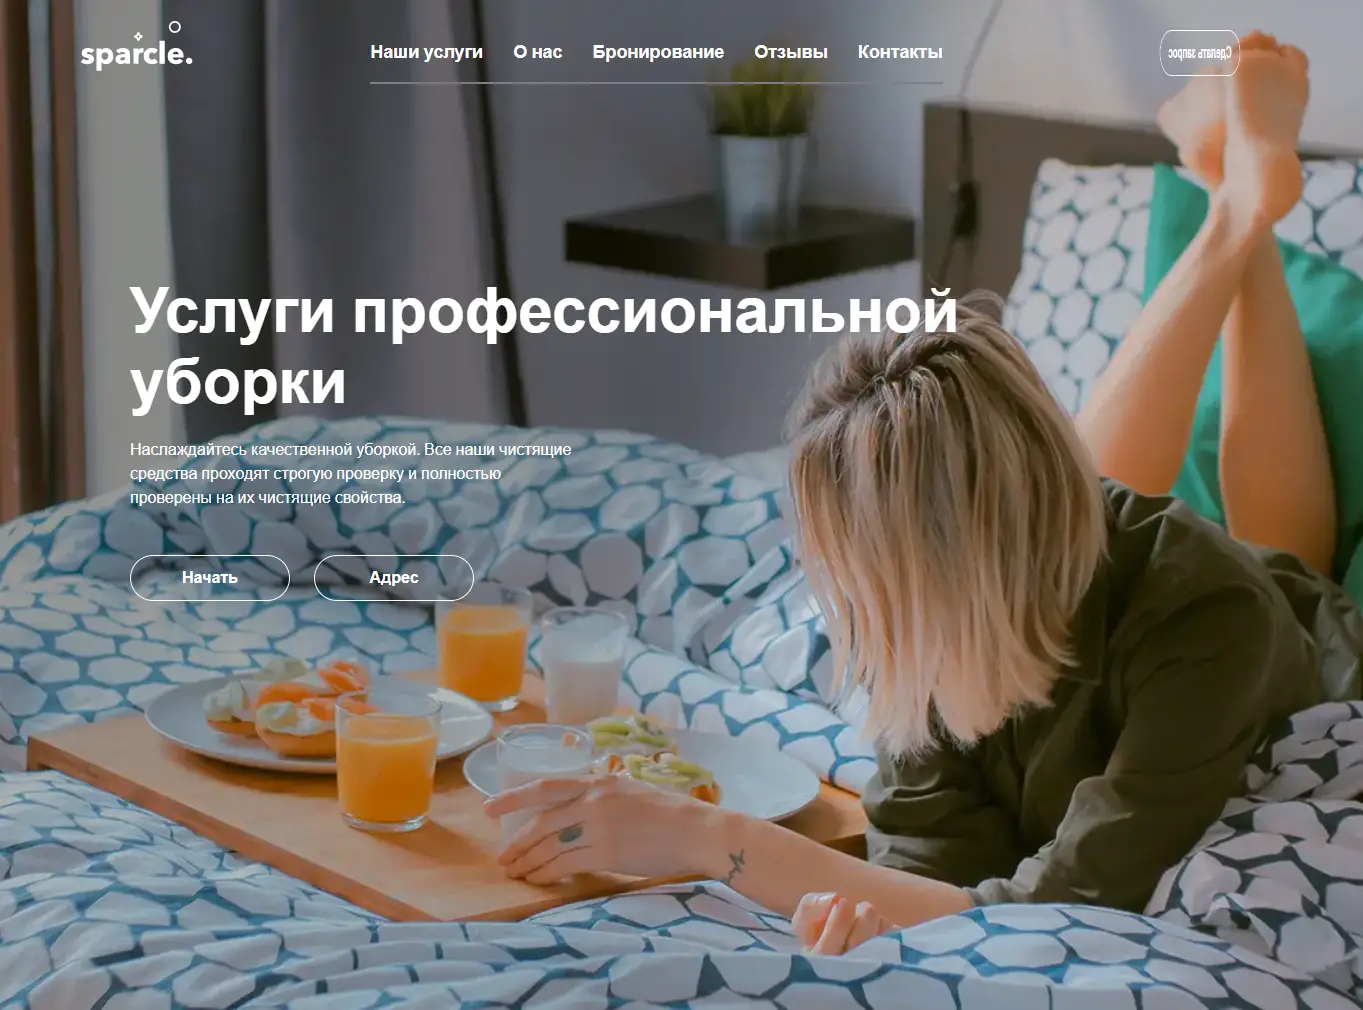 sparcle.
Наши услуги О нас Бронирование Отзывы Контакты
Сделать запрос
Услуги профессиональной
уборки
Наслаждайтесь качественной уборкой. Все наши чистящие
средства проходят строгую проверку и полностью
проверены на их чистящие свойства.
Начать Адрес